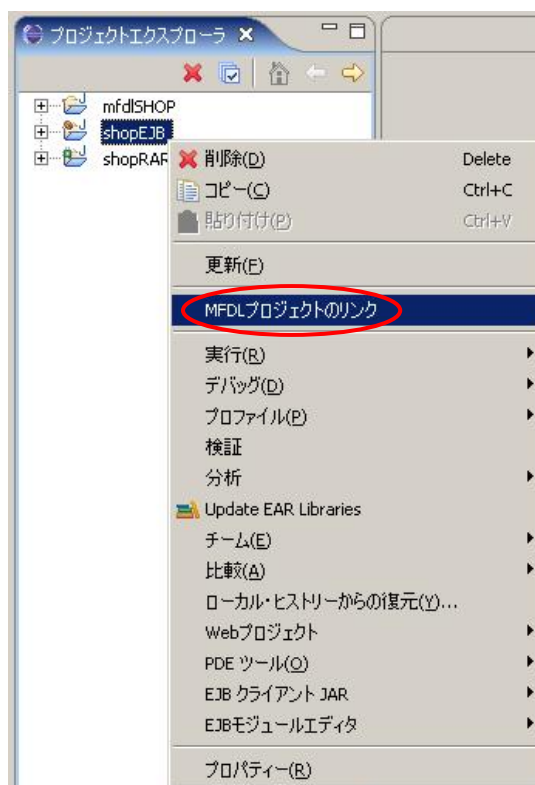 プロジェクトエクスプローラ
mfdlSHOP
shopEJB
shopRAR
削除(D) Delete
コピー(C) Ctrl+C
貼り付け(P) Ctrl+V
更新(F)
MFDLプロジェクトのリンク
実行(R)
デバッグ(D)
プロファイル(P)
検証
分析
Update EAR Libraries
チーム(E)
比較(A)
ローカル・ヒストリーからの復元(Y)...
Webプロジェクト
PDE ツール(O)
EJB クライアント JAR
EJBモジュールエディタ
プロパティー(R)